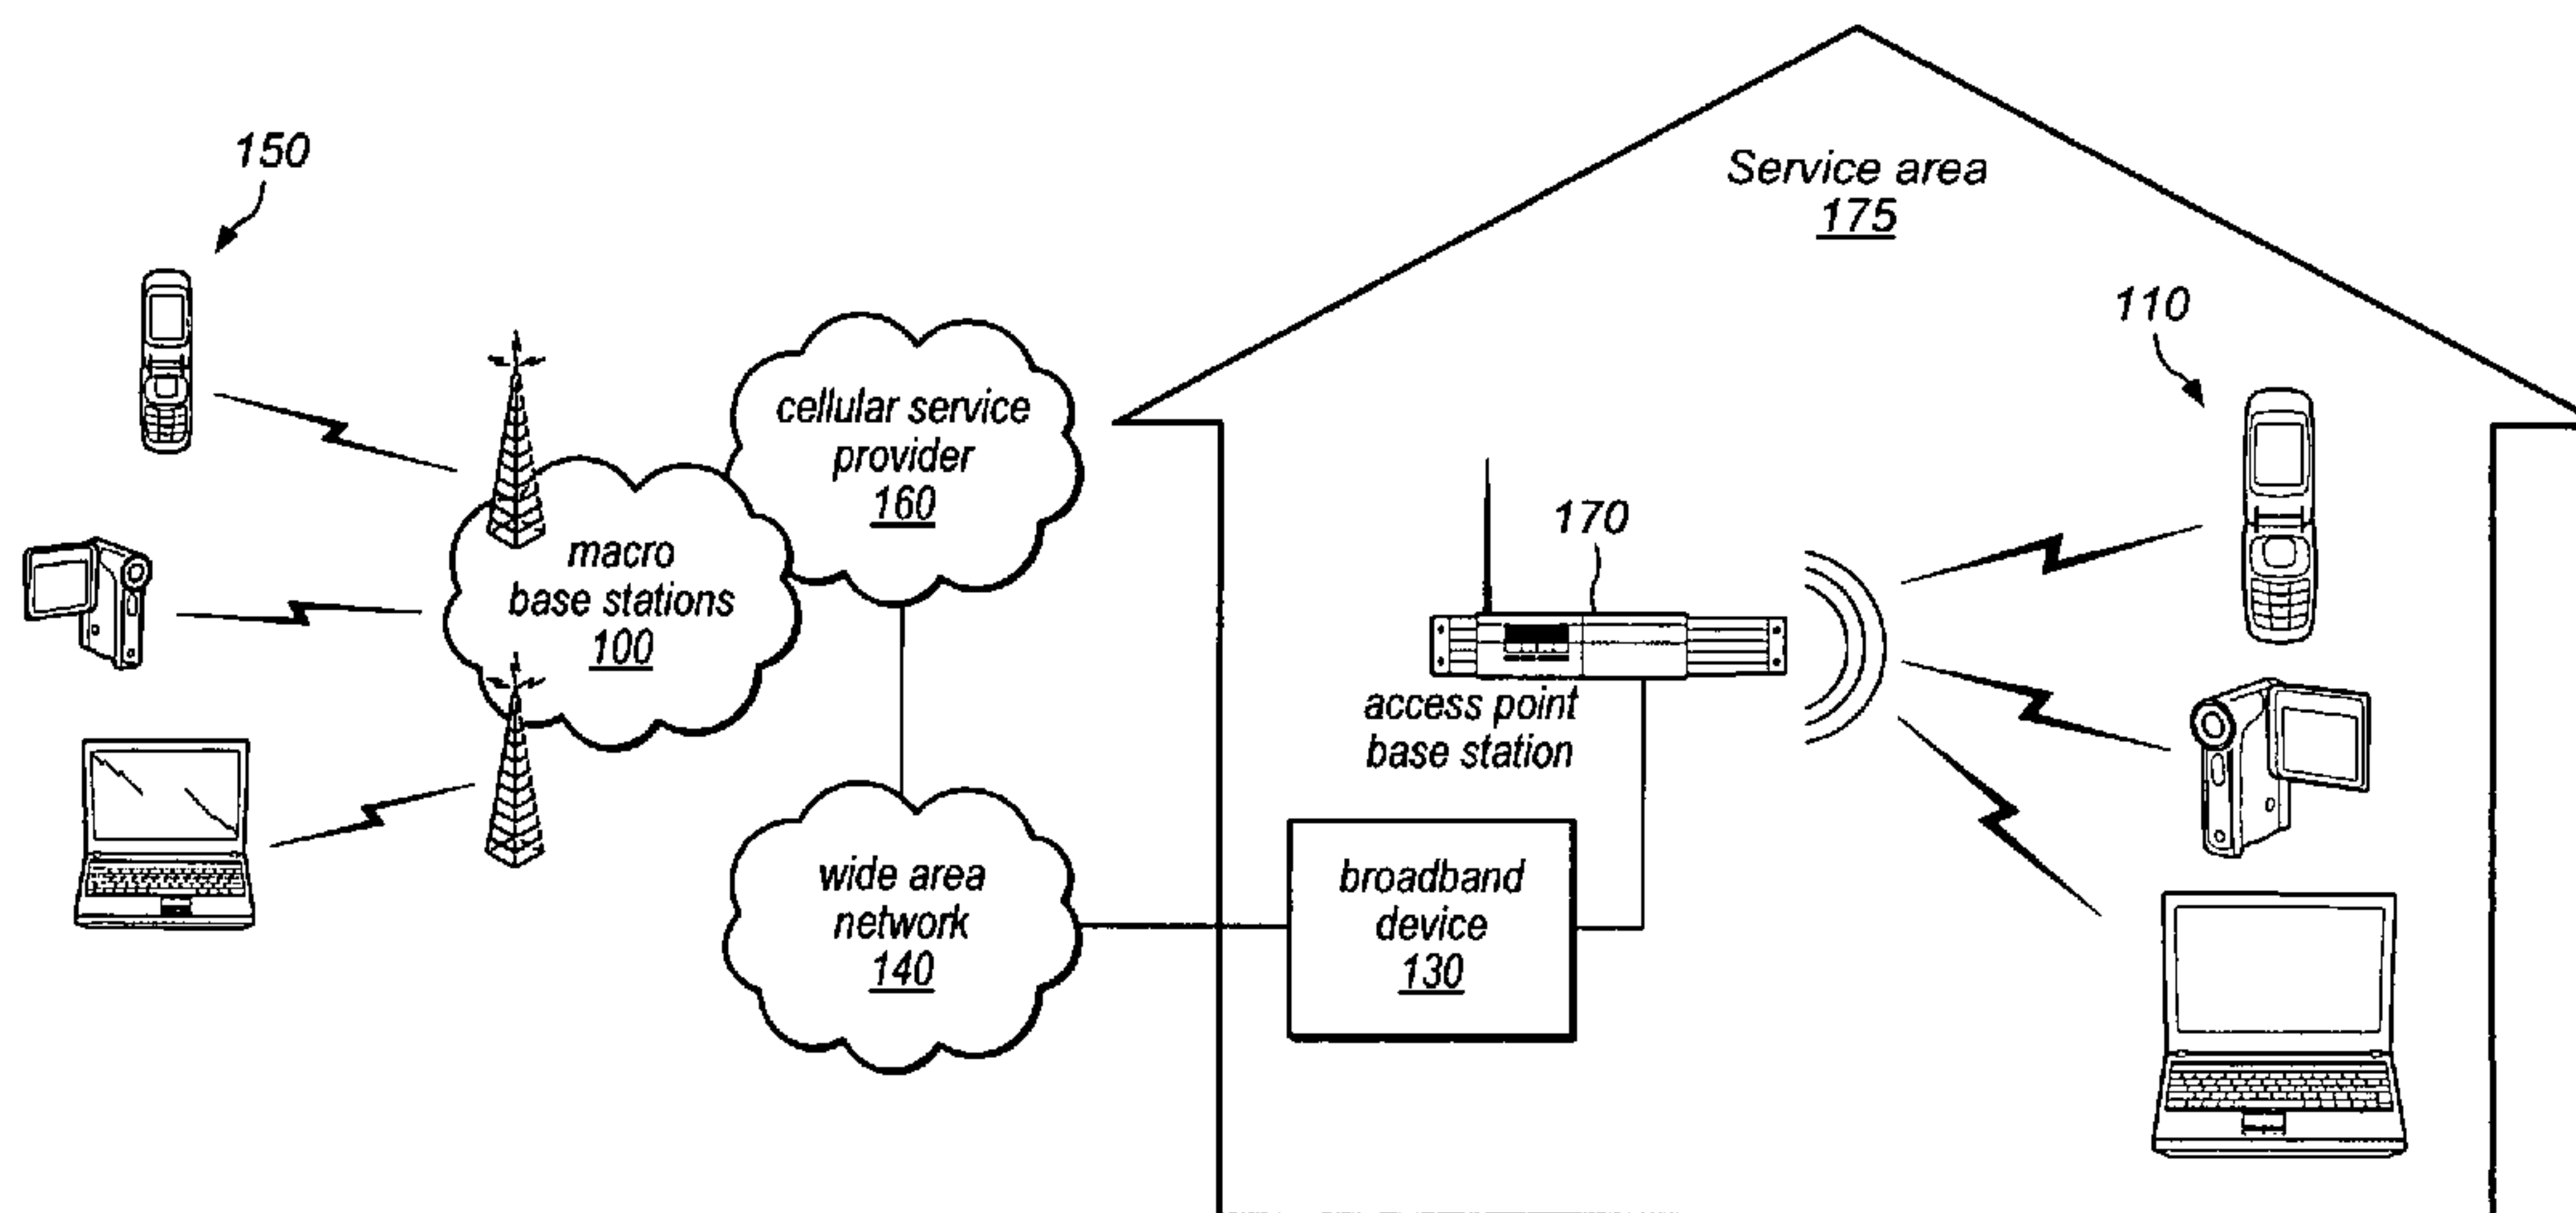 150
Service area
175
110
cellular service
provider
160
macro
base stations
100
170
access point
base station
wide area
network
140
broadband
device
130